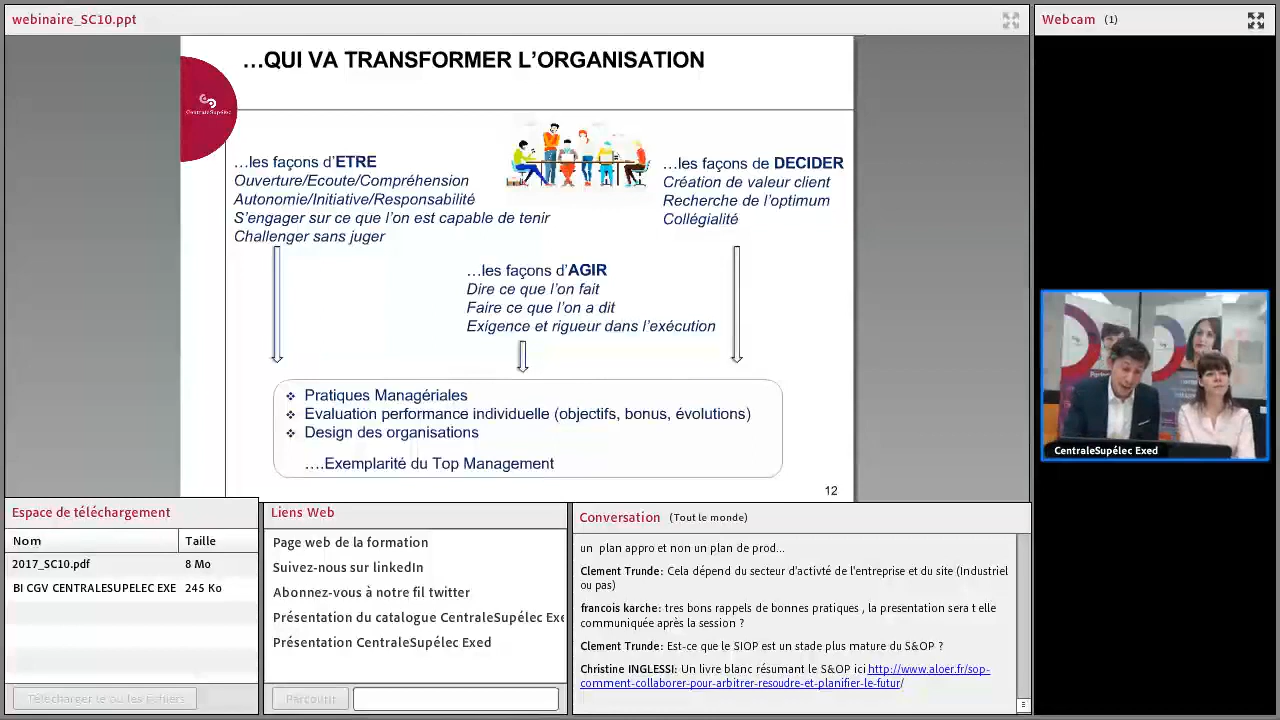 webinaire_SC10.ppt
…QUI VA TRANSFORMER L'ORGANISATION
CentraleSupélec
…les façons d'ETRE
Ouverture/Ecoute/Compréhension
Autonomie/Initiative/Responsabilité
S'engager sur ce que l'on est capable de tenir
Challenger sans juger
…les façons de DECIDER
Création de valeur client
Recherche de l'optimum
Collégialité
…les façons d'AGIR
Dire ce que l'on fait
Faire ce que l'on a dit
Exigence et rigueur dans l'exécution
Pratiques Managériales
Evaluation performance individuelle (objectifs, bonus, évolutions)
Design des organisations
….Exemplarité du Top Management
12
Webcam (1)
CentraleSupélec Exed
Espace de téléchargement
Nom Taille
2017_SC10.pdf 8 Mo
BI CGV CENTRALESUPELEC EXE 245 Ko
Télécharger le ou les fichiers
Liens Web
Page web de la formation
Suivez-nous sur linkedIn
Abonnez-vous à notre fil twitter
Présentation du catalogue CentraleSupélec Exe
Présentation CentraleSupélec Exed
Parcourir
Conversation (Tout le monde)
un plan appro et non un plan de prod...
Clement Trunde: Cela dépend du secteur d'activté de l'entreprise et du site (Industriel
ou pas)
francois karche: tres bons rappels de bonnes pratiques , la presentation sera t elle
communiquée après la session ?
Clement Trunde: Est-ce que le SIOP est un stade plus mature du S&OP ?
Christine INGLESSI: Un livre blanc résumant le S&OP ici http://www.aloer.fr/sop-
comment-collaborer-pour-arbitrer-resoudre-et-planifier-le-futur/